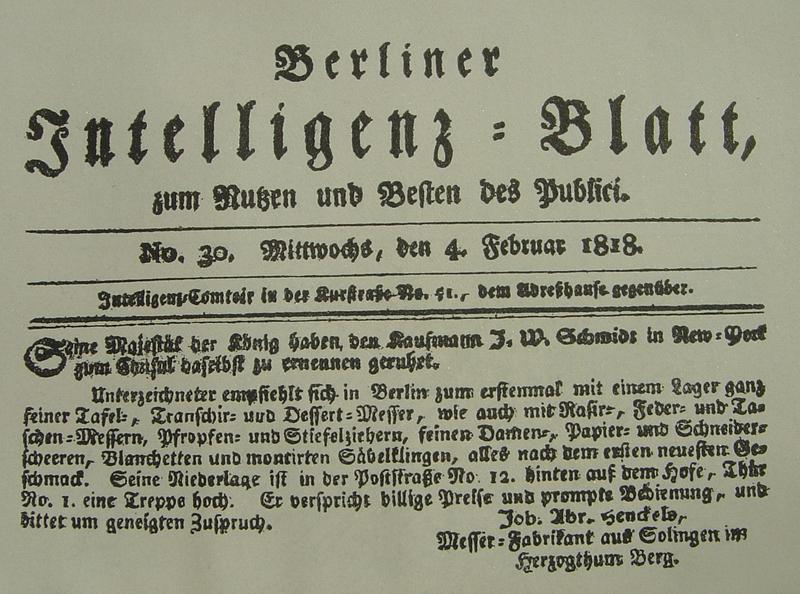 Berliner
Intelligenz-Blatt,
zum Nutzen und Besten des Publici.
No. 30. Mittwochs, den 4. Februar 1818.
Intelligenz-Comtoir in der Kurstraße No. 51., dem Adreßhause gegenüber.
Seine Majestät der König haben, den Kaufmann J. W. Schmidt in New-York
zum Consul daselbst zu ernennen geruhet.
Unterzeichneter empfiehlt sich in Berlin zum erstenmal mit einem Lager ganz
feiner Tafel-, Transchir- und Dessert-Messer, wie auch mit Rasir-, Feder- und Ta-
schen-Messern, Pfropfen- und Stiefelziehern, feinen Damen-, Papier- und Schneider-
scheeren, Blanchetten und montirten Säbelklingen, alles nach dem ersten neuesten Ge-
schmack. Seine Niederlage ist in der Poststraße No. 12. hinten auf dem Hofe, Thür
No. 1. eine Treppe hoch. Er verspricht billige Preise und prompte Bedienung, und
bittet um geneigten Zuspruch.
Joh. Abr. Henckels,
Messer-Fabrikant aus Solingen im
Herzogthum Berg.